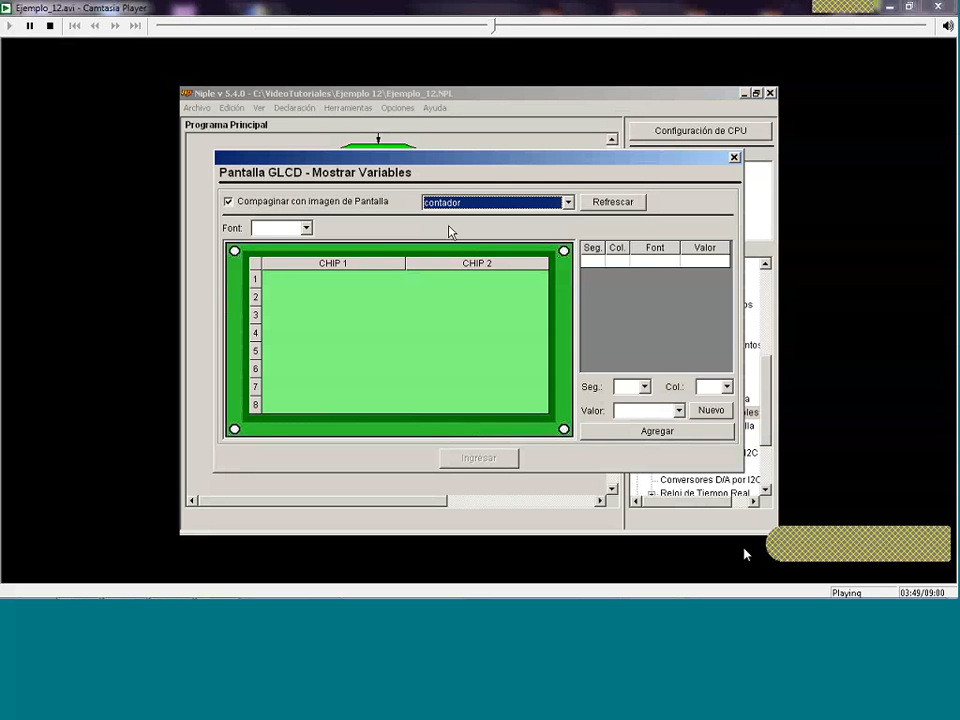 Ejemplo_12.avi - Camtasia Player
Niple v 5.4.0 - C:\VideoTutoriales\Ejemplo 12\Ejemplo_12.NPL
Archivo Edición Ver Declaración Herramientas Opciones Ayuda
Programa Principal
Configuración de CPU
Pantalla GLCD - Mostrar Variables
Compaginar con imagen de Pantalla
contador
Refrescar
Font:
CHIP 1 CHIP 2
1
2
3
4
5
6
7
8
Seg. Col. Font Valor
Seg.: Col.:
Valor: Nuevo
Agregar
Ingresar
Conversores D/A por I2C
Reloj de Tiempo Real
Playing 03:49/09:00